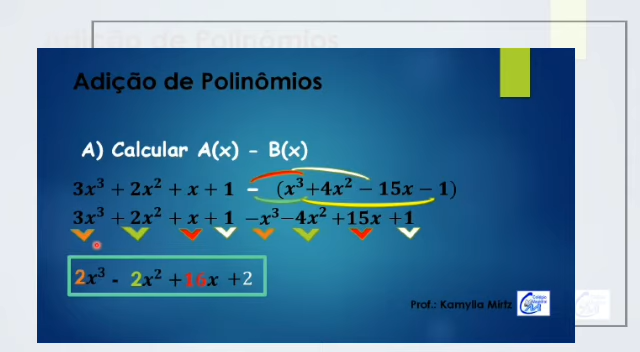 Adição de Polinômios
Adição de Polinômios
A) Calcular A(x) - B(x)
3x³ + 2x² + x + 1 − (x³+4x² − 15x − 1)
3x³ + 2x² + x + 1 −x³−4x² +15x +1
2x³ - 2x² +16x +2
Prof.: Kamylla Mirtz